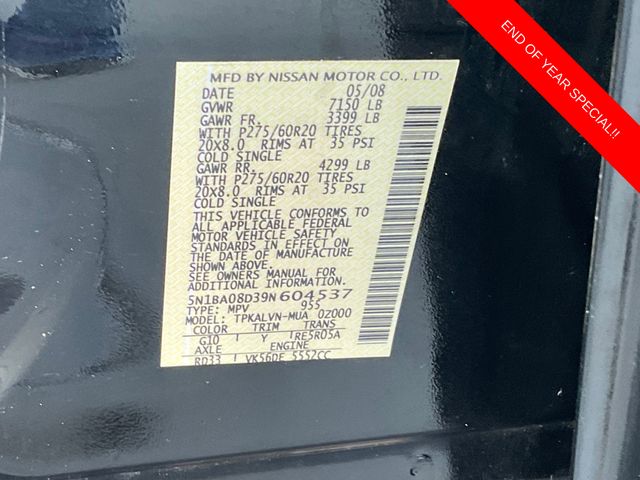 END OF YEAR SPECIAL!!
MFD BY NISSAN MOTOR CO., LTD.
DATE 05/08
GVWR 7150 LB
GAWR FR. 3399 LB
WITH P275/60R20 TIRES
20X8.0 RIMS AT 35 PSI
COLD SINGLE
GAWR RR. 4299 LB
WITH P275/60R20 TIRES
20X8.0 RIMS AT 35 PSI
COLD SINGLE
THIS VEHICLE CONFORMS TO
ALL APPLICABLE FEDERAL
MOTOR VEHICLE SAFETY
STANDARDS IN EFFECT ON
THE DATE OF MANUFACTURE
SHOWN ABOVE.
SEE OWNERS MANUAL FOR
ADDITIONAL INFORMATION.
5N1BA08D39N604537
TYPE: MPV 955
MODEL: TPKALVN-MUA 0Z000
COLOR TRIM TRANS
G10 Y RE5R05A
AXLE ENGINE
RD33 VK56DE 5552CC